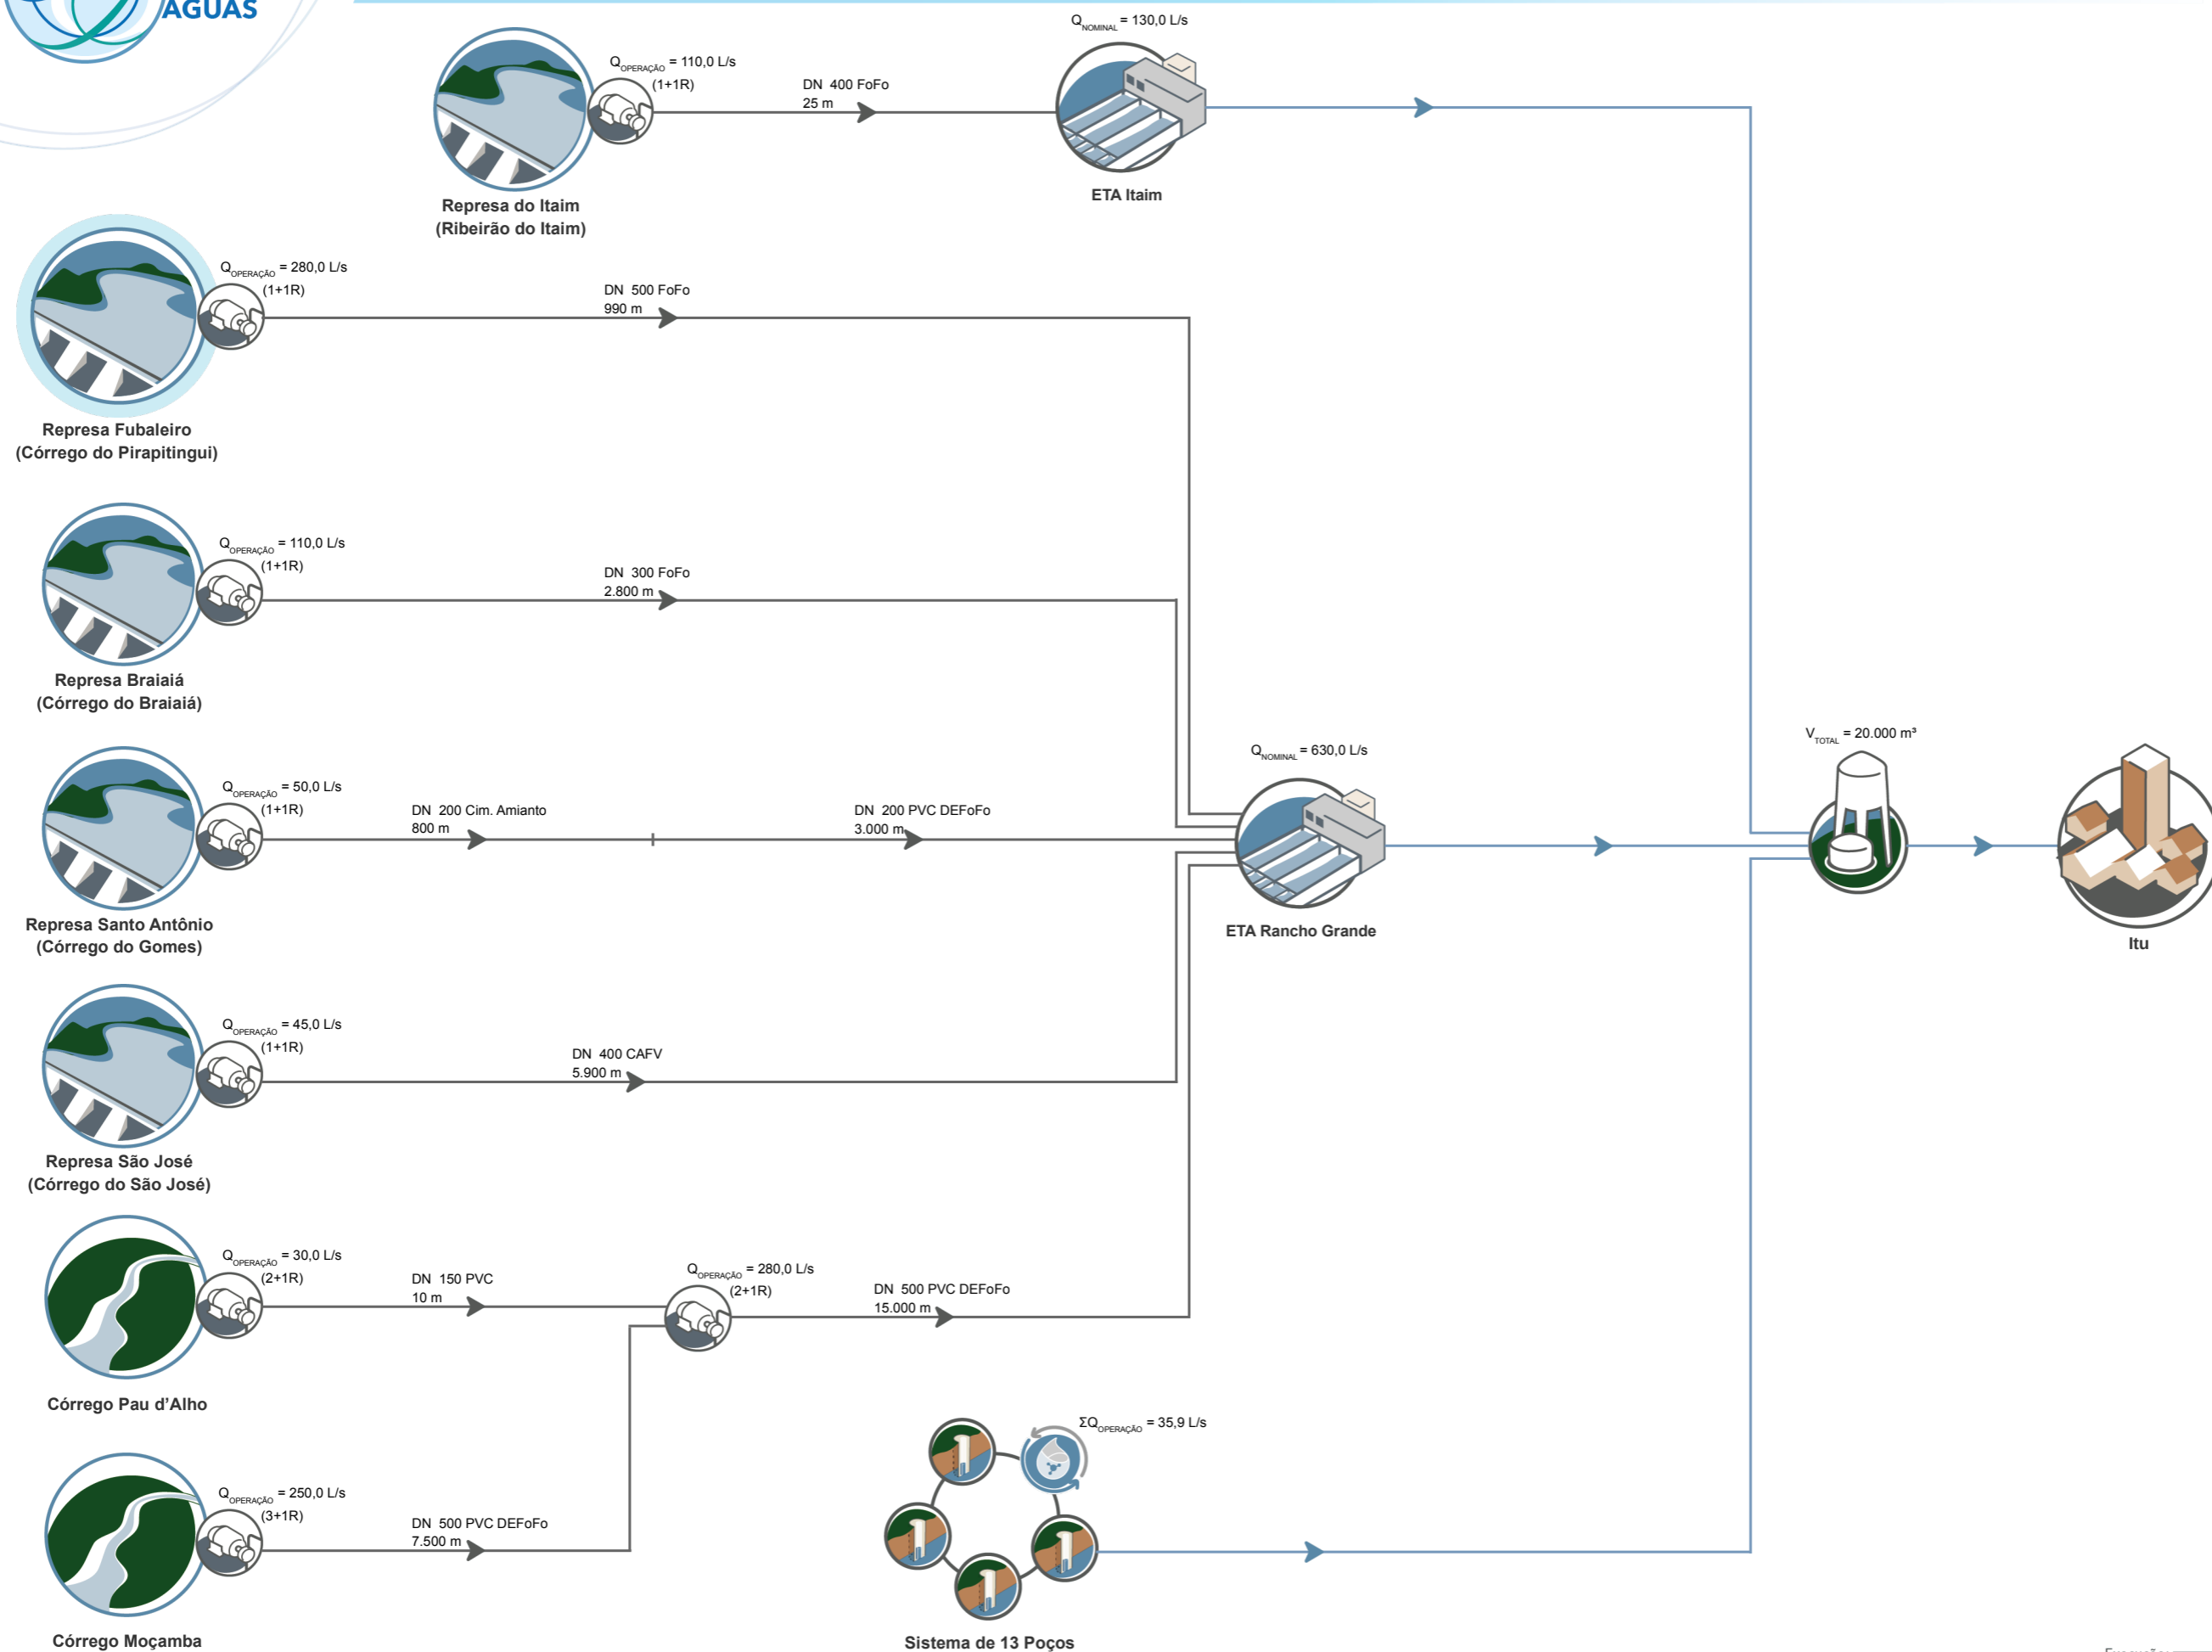 ÁGUAS
QNOMINAL = 130,0 L/s
QOPERAÇÃO = 110,0 L/s
(1+1R)
DN 400 FoFo
25 m
ETA Itaim
Represa do Itaim
(Ribeirão do Itaim)
QOPERAÇÃO = 280,0 L/s
(1+1R)
DN 500 FoFo
990 m
Represa Fubaleiro
(Córrego do Pirapitingui)
QOPERAÇÃO = 110,0 L/s
(1+1R)
DN 300 FoFo
2.800 m
Represa Braiaiá
(Córrego do Braiaiá)
QOPERAÇÃO = 50,0 L/s
(1+1R)
DN 200 Cim. Amianto
800 m
DN 200 PVC DEFoFo
3.000 m
QNOMINAL = 630,0 L/s
ETA Rancho Grande
VTOTAL = 20.000 m³
Itu
Represa Santo Antônio
(Córrego do Gomes)
QOPERAÇÃO = 45,0 L/s
(1+1R)
DN 400 CAFV
5.900 m
Represa São José
(Córrego do São José)
QOPERAÇÃO = 30,0 L/s
(2+1R)
DN 150 PVC
10 m
QOPERAÇÃO = 280,0 L/s
(2+1R)
DN 500 PVC DEFoFo
15.000 m
Córrego Pau d'Alho
ΣQOPERAÇÃO = 35,9 L/s
QOPERAÇÃO = 250,0 L/s
(3+1R)
DN 500 PVC DEFoFo
7.500 m
Córrego Moçamba
Sistema de 13 Poços